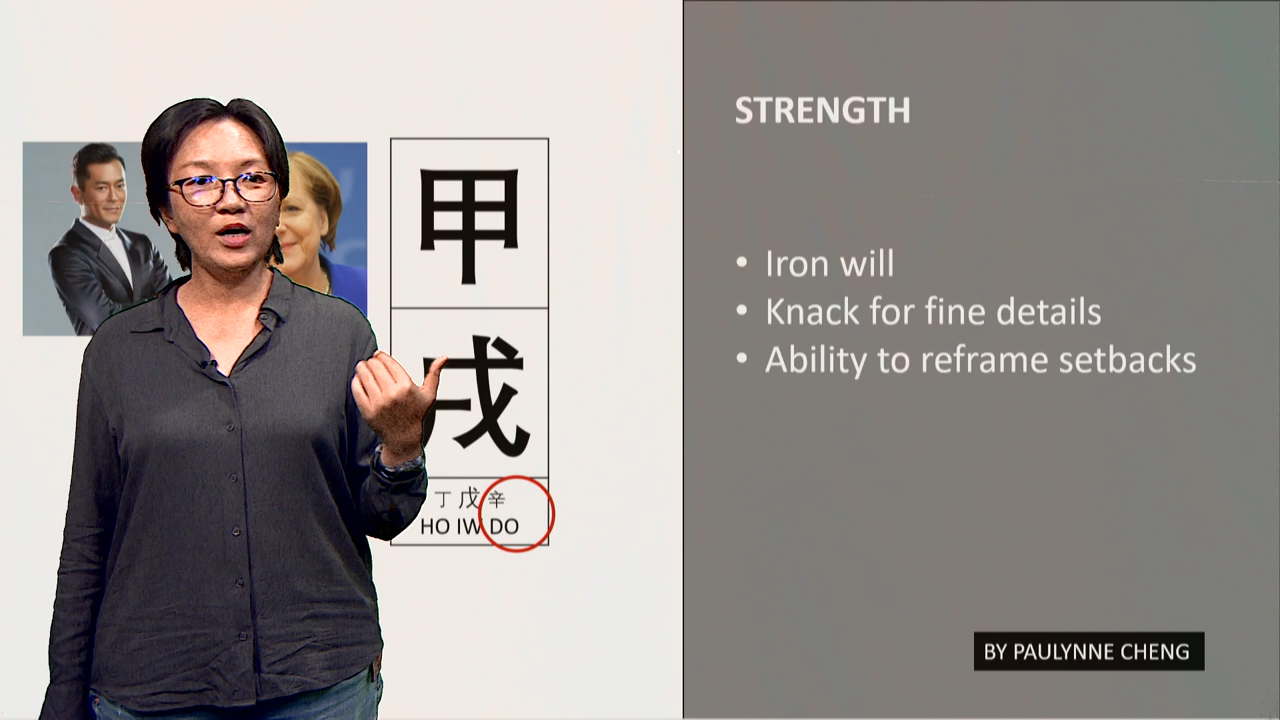 甲
戌
丁 戊 辛
HO IW DO
STRENGTH
• Iron will
• Knack for fine details
• Ability to reframe setbacks
BY PAULYNNE CHENG